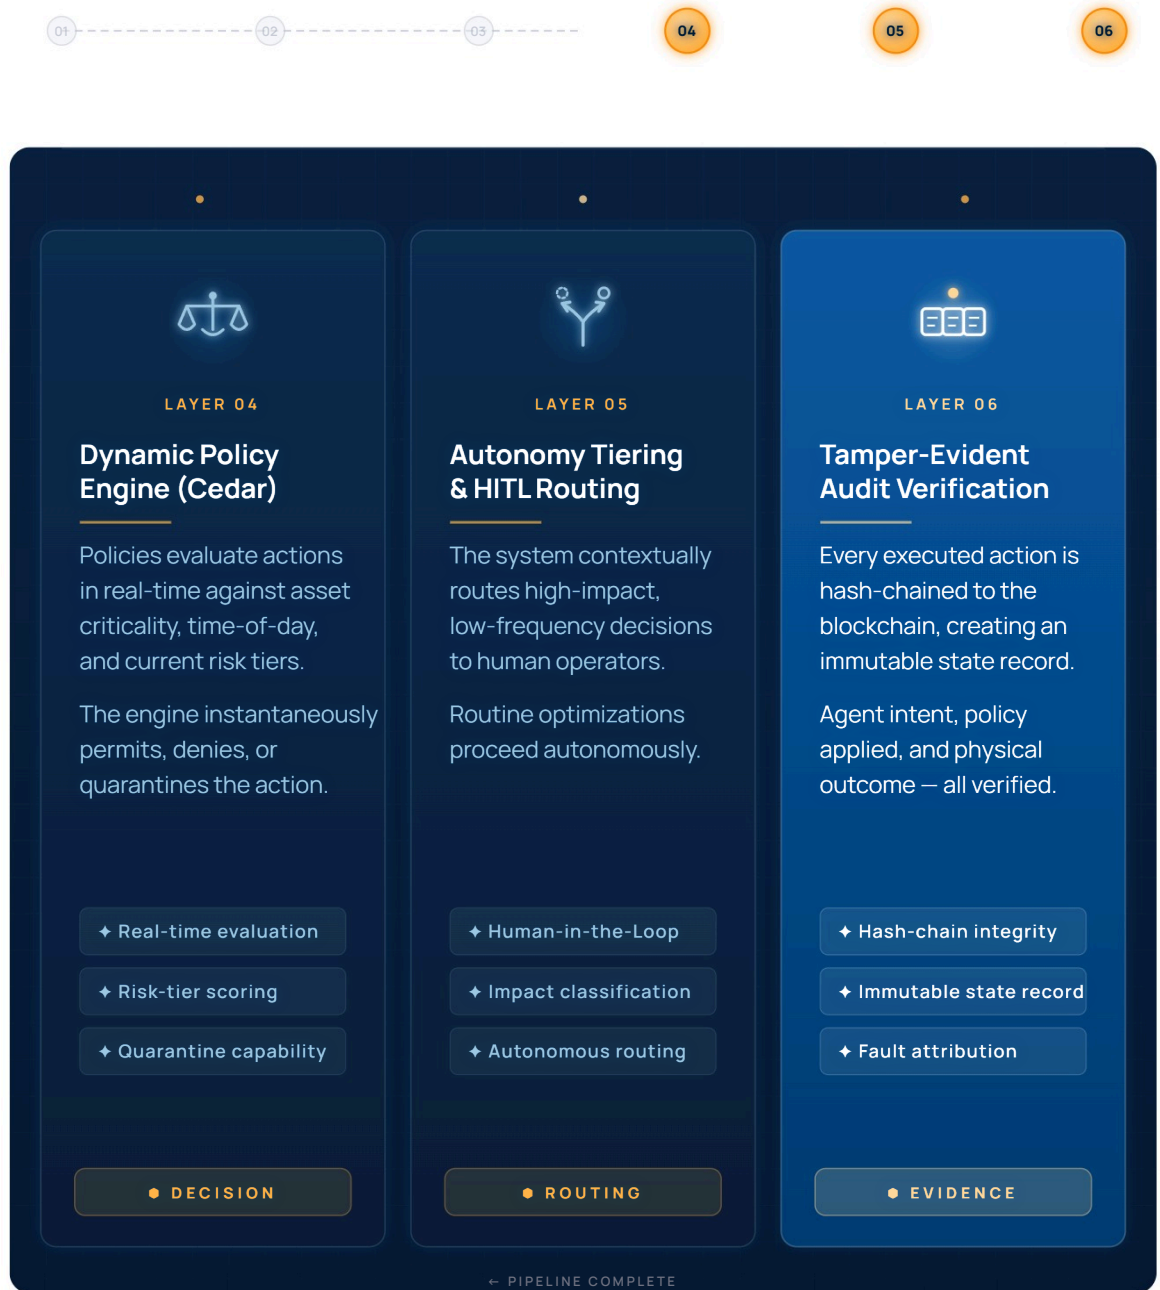 01
02
03
04
05
06
LAYER 04
Dynamic Policy
Engine (Cedar)
Policies evaluate actions
in real-time against asset
criticality, time-of-day,
and current risk tiers.
The engine instantaneously
permits, denies, or
quarantines the action.
✦ Real-time evaluation
✦ Risk-tier scoring
✦ Quarantine capability
DECISION
LAYER 05
Autonomy Tiering
& HITL Routing
The system contextually
routes high-impact,
low-frequency decisions
to human operators.
Routine optimizations
proceed autonomously.
✦ Human-in-the-Loop
✦ Impact classification
✦ Autonomous routing
ROUTING
LAYER 06
Tamper-Evident
Audit Verification
Every executed action is
hash-chained to the
blockchain, creating an
immutable state record.
Agent intent, policy
applied, and physical
outcome — all verified.
✦ Hash-chain integrity
✦ Immutable state record
✦ Fault attribution
EVIDENCE
← PIPELINE COMPLETE